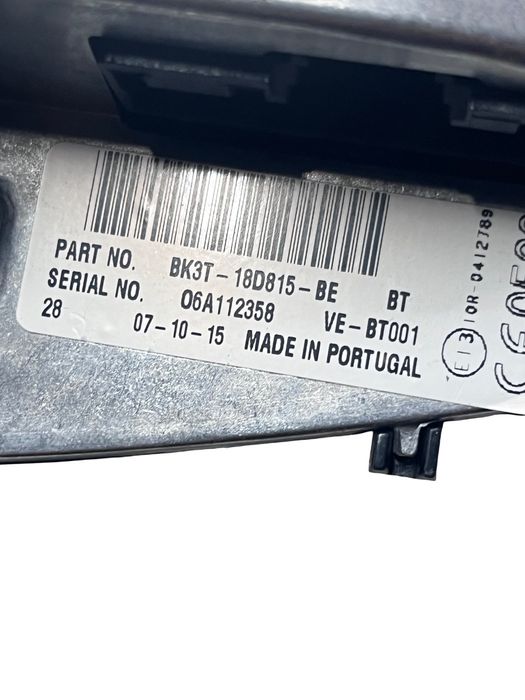 PART NO. BK3T-18D815-BE BT
SERIAL NO. 06A112358 VE-BT001
28 07-10-15 MADE IN PORTUGAL
E13
10R-0412789